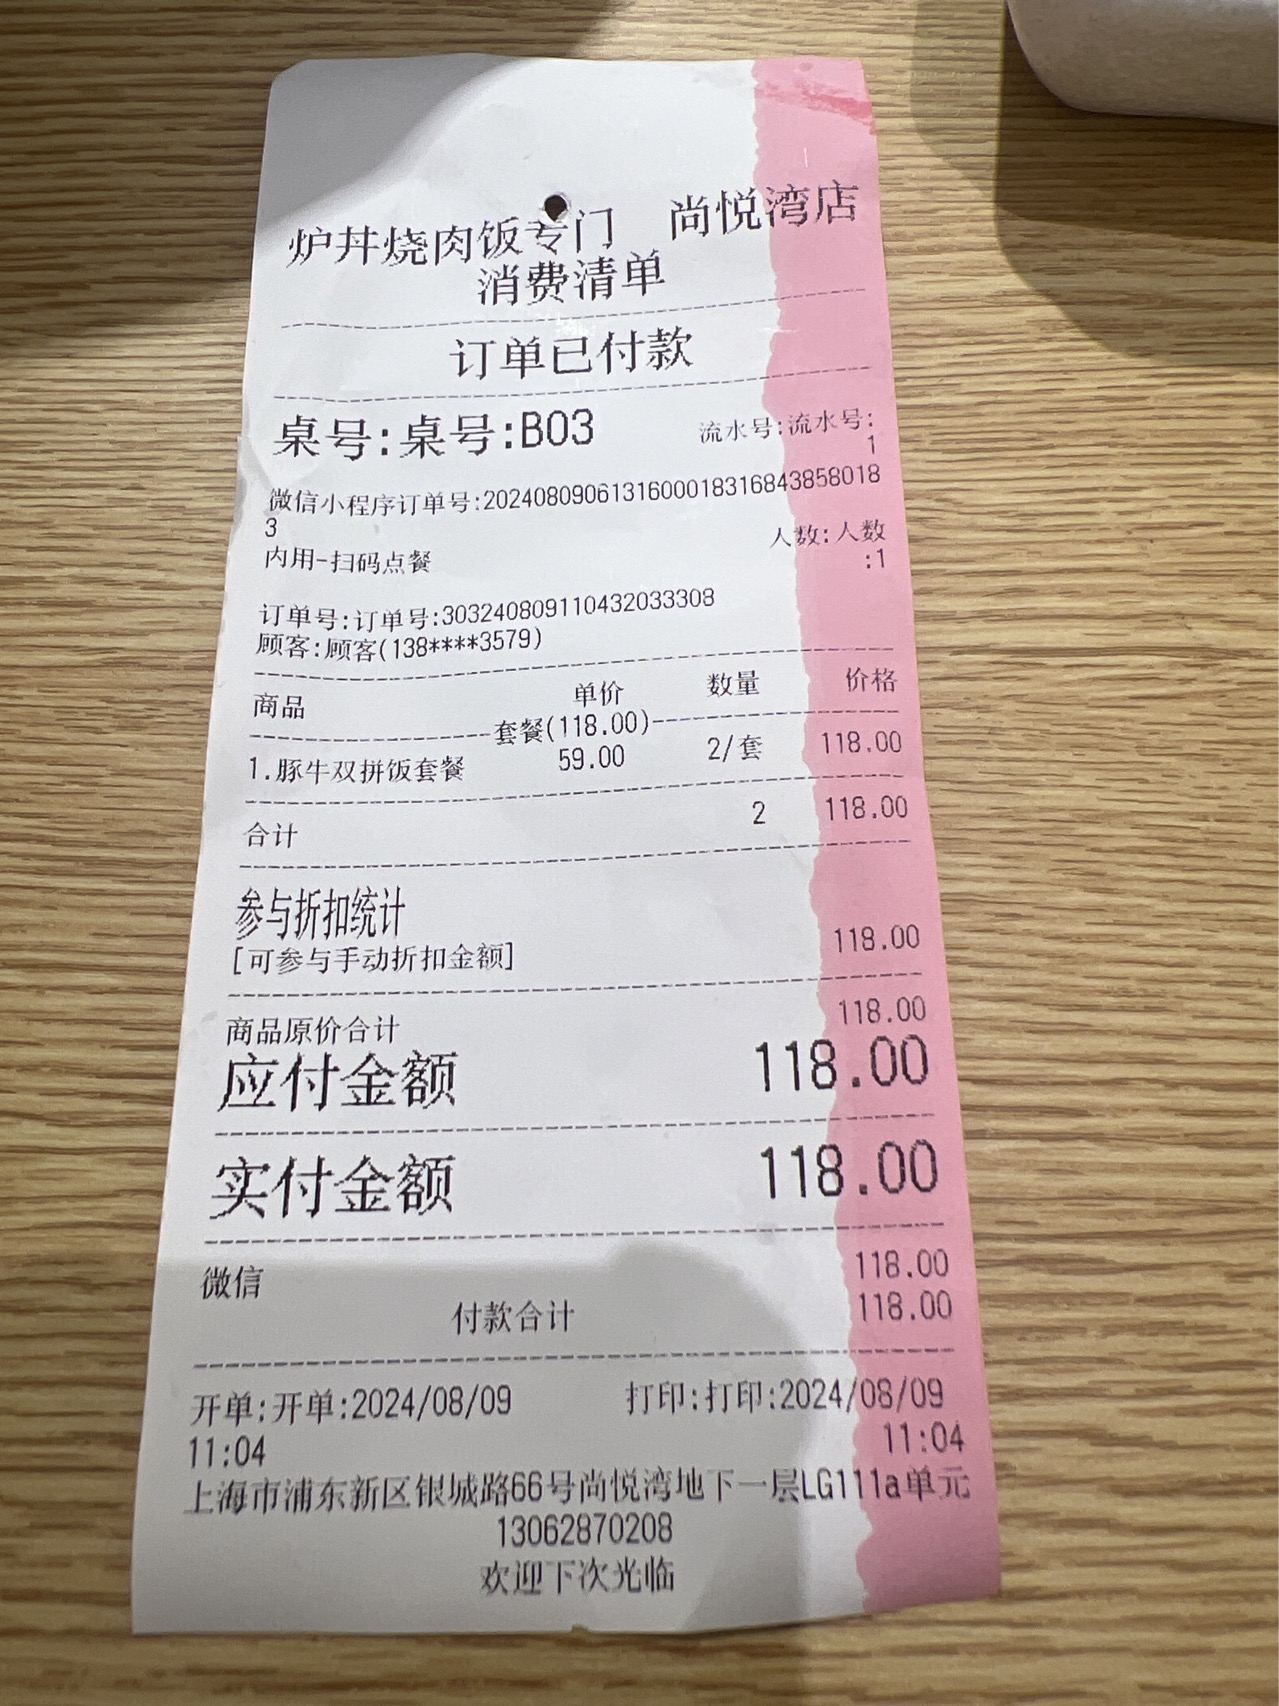 炉丼烧肉饭专门 尚悦湾店
消费清单
订单已付款
桌号:桌号:B03 流水号:流水号:
1
微信小程序订单号:2024080906131600018316843858018
3
人数:人数
内用-扫码点餐 :1
订单号:订单号:303240809110432033308
顾客:顾客(138****3579)
商品 单价 数量 价格
套餐(118.00)
1.豚牛双拼饭套餐 59.00 2/套 118.00
合计 2 118.00
参与折扣统计
[可参与手动折扣金额] 118.00
商品原价合计 118.00
应付金额 118.00
实付金额 118.00
微信 118.00
付款合计 118.00
开单:开单:2024/08/09 打印:打印:2024/08/09
11:04 11:04
上海市浦东新区银城路66号尚悦湾地下一层LG111a单元
13062870208
欢迎下次光临